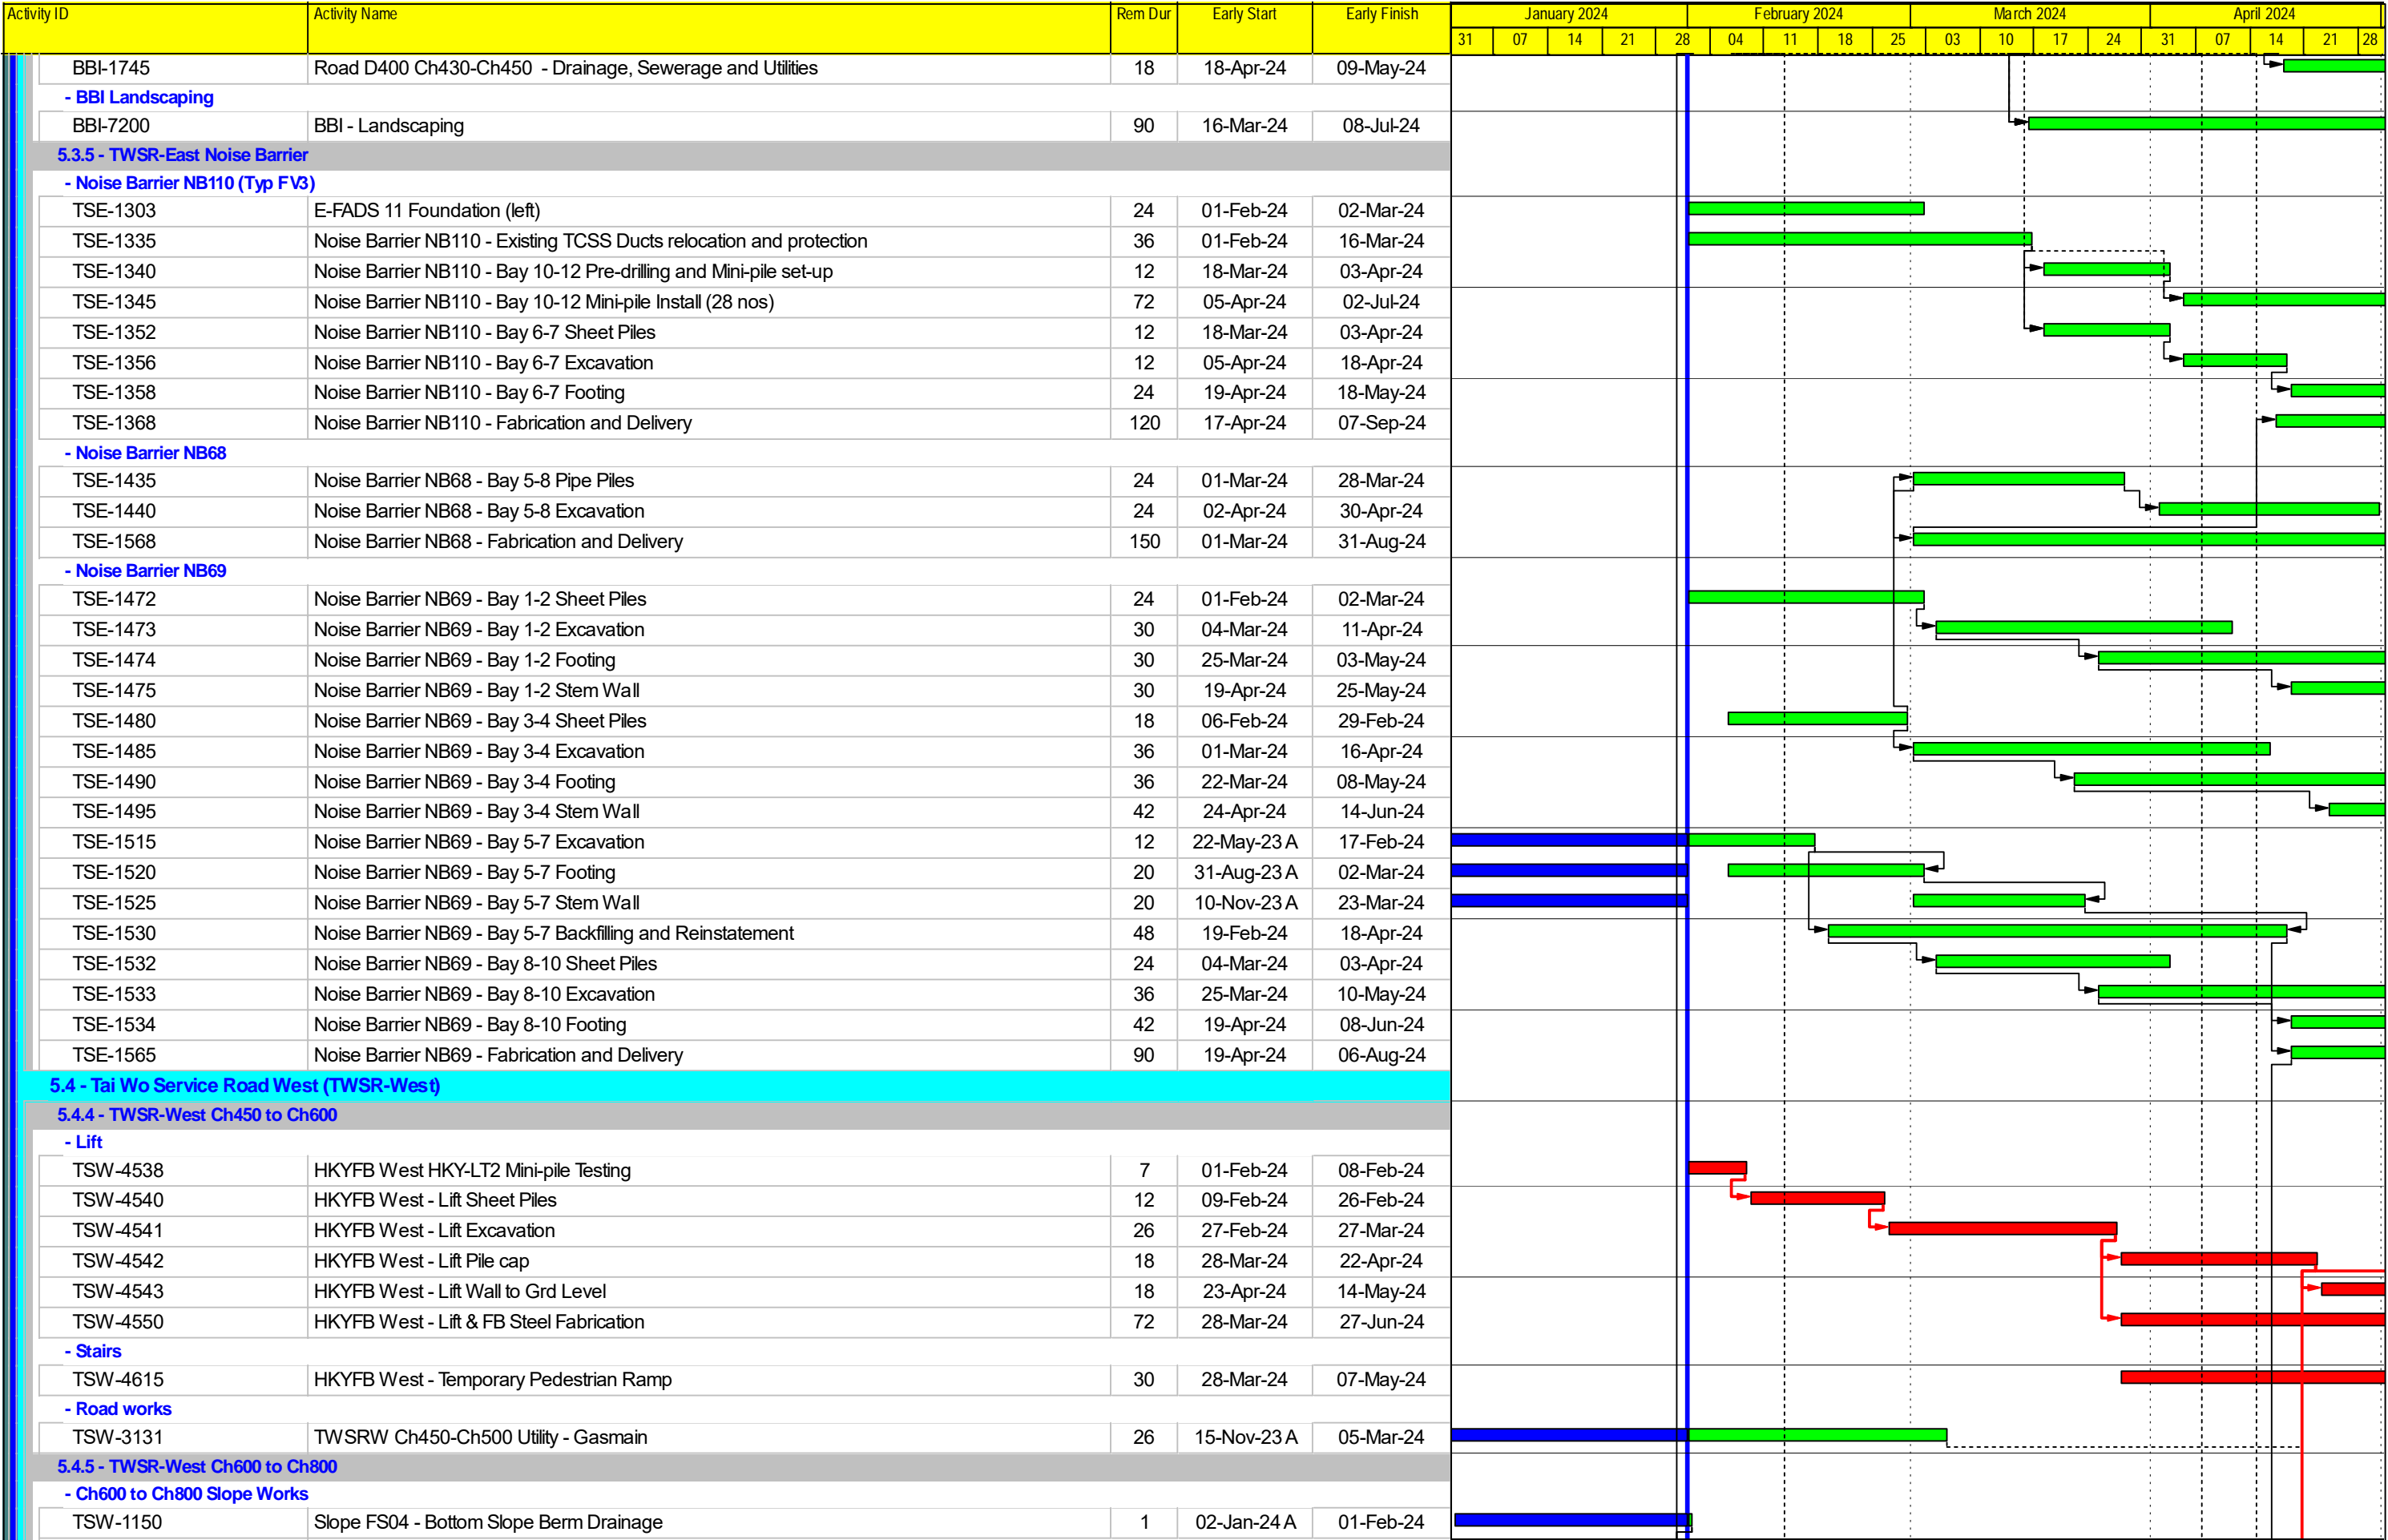 Activity ID Activity Name Rem Dur Early Start Early Finish January 2024 February 2024 March 2024 April 2024
31 07 14 21 28 04 11 18 25 03 10 17 24 31 07 14 21 28
BBI-1745 Road D400 Ch430-Ch450 - Drainage, Sewerage and Utilities 18 18-Apr-24 09-May-24
- BBI Landscaping
BBI-7200 BBI - Landscaping 90 16-Mar-24 08-Jul-24
5.3.5 - TWSR-East Noise Barrier
- Noise Barrier NB110 (Typ FV3)
TSE-1303 E-FADS 11 Foundation (left) 24 01-Feb-24 02-Mar-24
TSE-1335 Noise Barrier NB110 - Existing TCSS Ducts relocation and protection 36 01-Feb-24 16-Mar-24
TSE-1340 Noise Barrier NB110 - Bay 10-12 Pre-drilling and Mini-pile set-up 12 18-Mar-24 03-Apr-24
TSE-1345 Noise Barrier NB110 - Bay 10-12 Mini-pile Install (28 nos) 72 05-Apr-24 02-Jul-24
TSE-1352 Noise Barrier NB110 - Bay 6-7 Sheet Piles 12 18-Mar-24 03-Apr-24
TSE-1356 Noise Barrier NB110 - Bay 6-7 Excavation 12 05-Apr-24 18-Apr-24
TSE-1358 Noise Barrier NB110 - Bay 6-7 Footing 24 19-Apr-24 18-May-24
TSE-1368 Noise Barrier NB110 - Fabrication and Delivery 120 17-Apr-24 07-Sep-24
- Noise Barrier NB68
TSE-1435 Noise Barrier NB68 - Bay 5-8 Pipe Piles 24 01-Mar-24 28-Mar-24
TSE-1440 Noise Barrier NB68 - Bay 5-8 Excavation 24 02-Apr-24 30-Apr-24
TSE-1568 Noise Barrier NB68 - Fabrication and Delivery 150 01-Mar-24 31-Aug-24
- Noise Barrier NB69
TSE-1472 Noise Barrier NB69 - Bay 1-2 Sheet Piles 24 01-Feb-24 02-Mar-24
TSE-1473 Noise Barrier NB69 - Bay 1-2 Excavation 30 04-Mar-24 11-Apr-24
TSE-1474 Noise Barrier NB69 - Bay 1-2 Footing 30 25-Mar-24 03-May-24
TSE-1475 Noise Barrier NB69 - Bay 1-2 Stem Wall 30 19-Apr-24 25-May-24
TSE-1480 Noise Barrier NB69 - Bay 3-4 Sheet Piles 18 06-Feb-24 29-Feb-24
TSE-1485 Noise Barrier NB69 - Bay 3-4 Excavation 36 01-Mar-24 16-Apr-24
TSE-1490 Noise Barrier NB69 - Bay 3-4 Footing 36 22-Mar-24 08-May-24
TSE-1495 Noise Barrier NB69 - Bay 3-4 Stem Wall 42 24-Apr-24 14-Jun-24
TSE-1515 Noise Barrier NB69 - Bay 5-7 Excavation 12 22-May-23 A 17-Feb-24
TSE-1520 Noise Barrier NB69 - Bay 5-7 Footing 20 31-Aug-23 A 02-Mar-24
TSE-1525 Noise Barrier NB69 - Bay 5-7 Stem Wall 20 10-Nov-23 A 23-Mar-24
TSE-1530 Noise Barrier NB69 - Bay 5-7 Backfilling and Reinstatement 48 19-Feb-24 18-Apr-24
TSE-1532 Noise Barrier NB69 - Bay 8-10 Sheet Piles 24 04-Mar-24 03-Apr-24
TSE-1533 Noise Barrier NB69 - Bay 8-10 Excavation 36 25-Mar-24 10-May-24
TSE-1534 Noise Barrier NB69 - Bay 8-10 Footing 42 19-Apr-24 08-Jun-24
TSE-1565 Noise Barrier NB69 - Fabrication and Delivery 90 19-Apr-24 06-Aug-24
5.4 - Tai Wo Service Road West (TWSR-West)
5.4.4 - TWSR-West Ch450 to Ch600
- Lift
TSW-4538 HKYFB West HKY-LT2 Mini-pile Testing 7 01-Feb-24 08-Feb-24
TSW-4540 HKYFB West - Lift Sheet Piles 12 09-Feb-24 26-Feb-24
TSW-4541 HKYFB West - Lift Excavation 26 27-Feb-24 27-Mar-24
TSW-4542 HKYFB West - Lift Pile cap 18 28-Mar-24 22-Apr-24
TSW-4543 HKYFB West - Lift Wall to Grd Level 18 23-Apr-24 14-May-24
TSW-4550 HKYFB West - Lift & FB Steel Fabrication 72 28-Mar-24 27-Jun-24
- Stairs
TSW-4615 HKYFB West - Temporary Pedestrian Ramp 30 28-Mar-24 07-May-24
- Road works
TSW-3131 TWSRW Ch450-Ch500 Utility - Gasmain 26 15-Nov-23 A 05-Mar-24
5.4.5 - TWSR-West Ch600 to Ch800
- Ch600 to Ch800 Slope Works
TSW-1150 Slope FS04 - Bottom Slope Berm Drainage 1 02-Jan-24 A 01-Feb-24